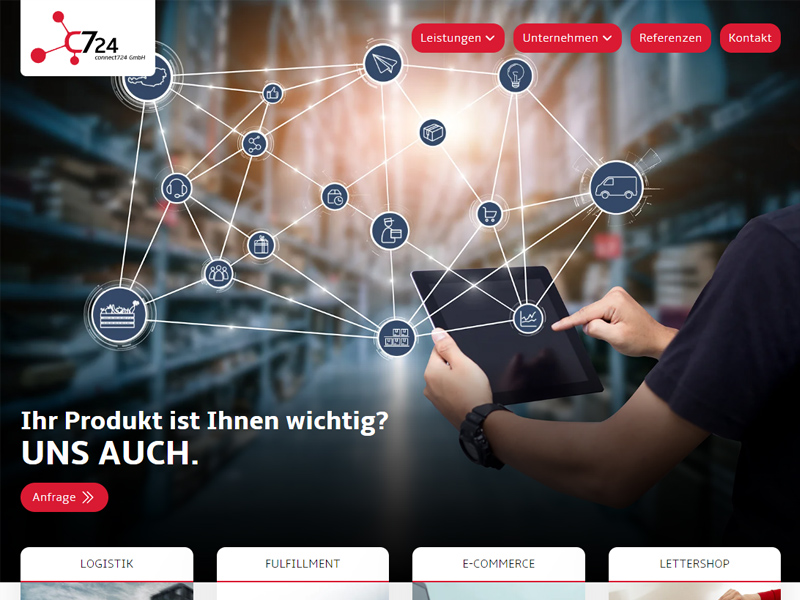 C724
connect724 GmbH
Leistungen
Unternehmen
Referenzen
Kontakt
Ihr Produkt ist Ihnen wichtig?
UNS AUCH.
Anfrage
LOGISTIK
FULFILLMENT
E-COMMERCE
LETTERSHOP